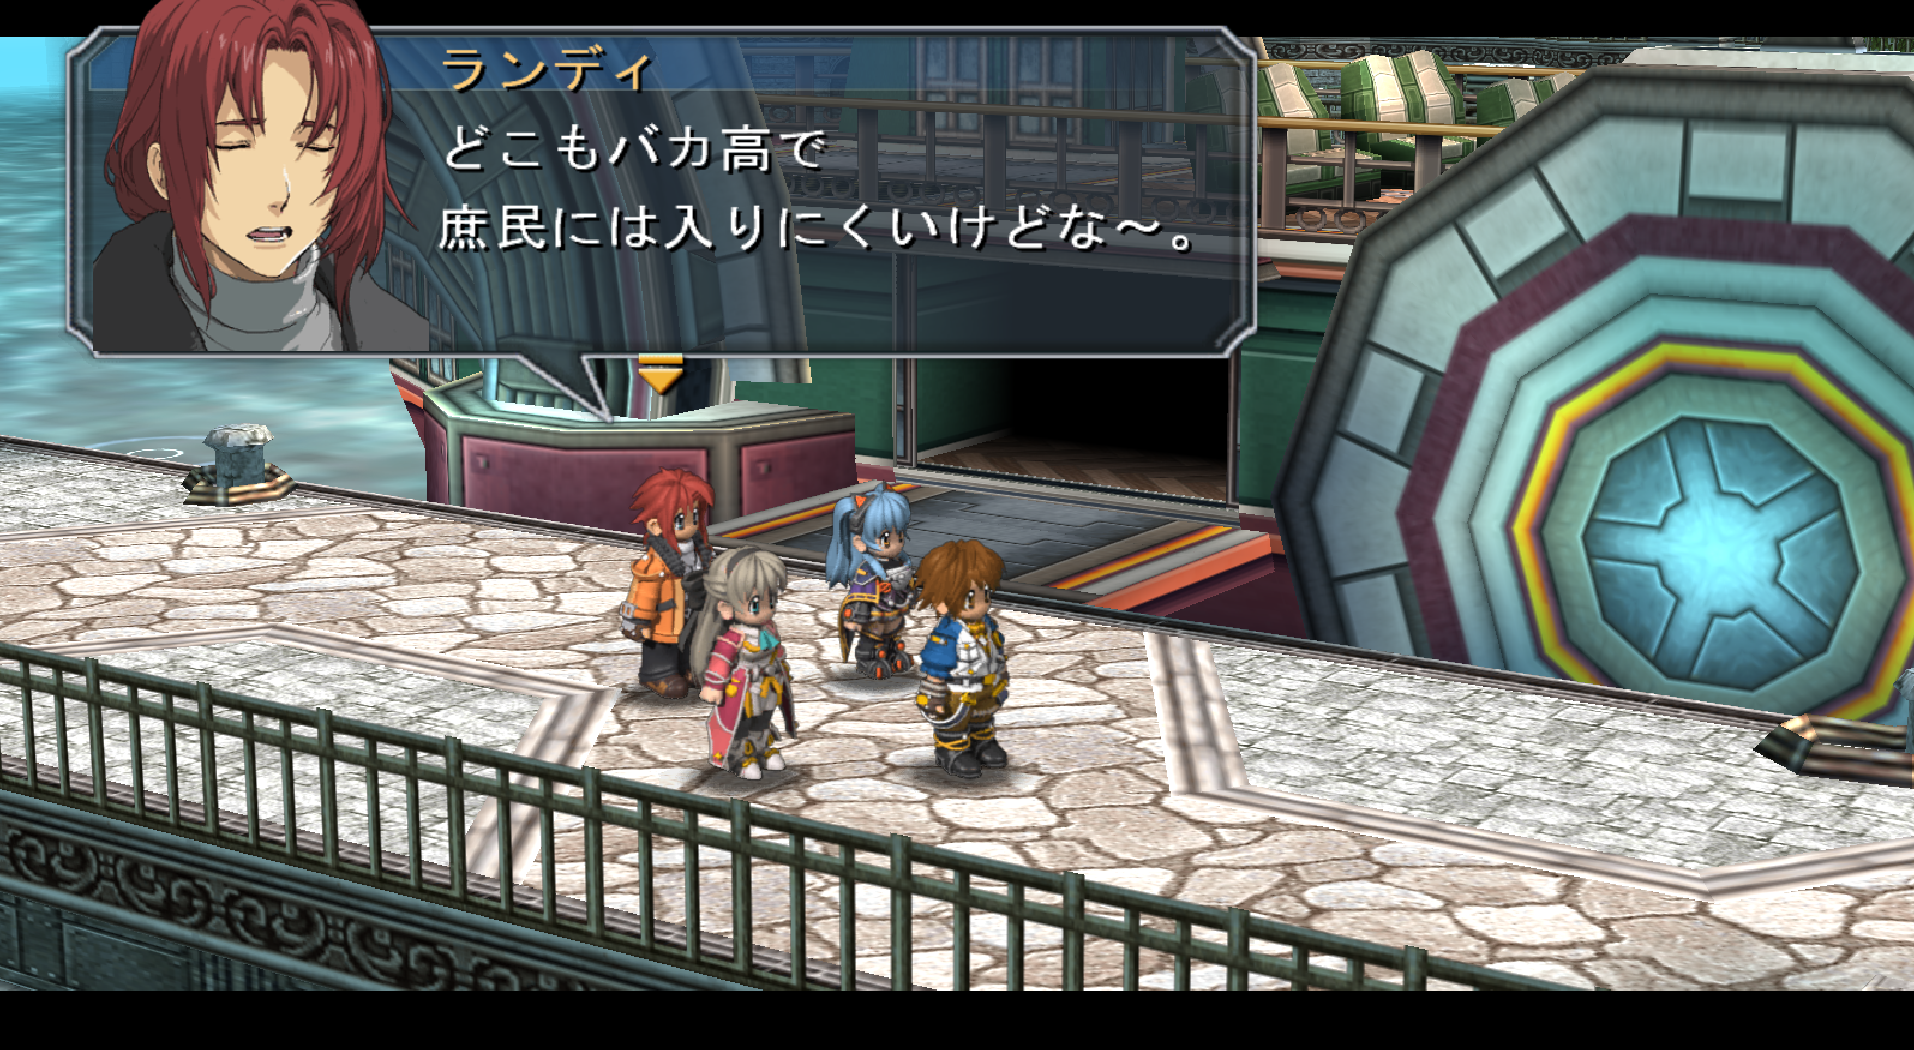 ランディ
どこもバカ高で
庶民には入りにくいけどな～。